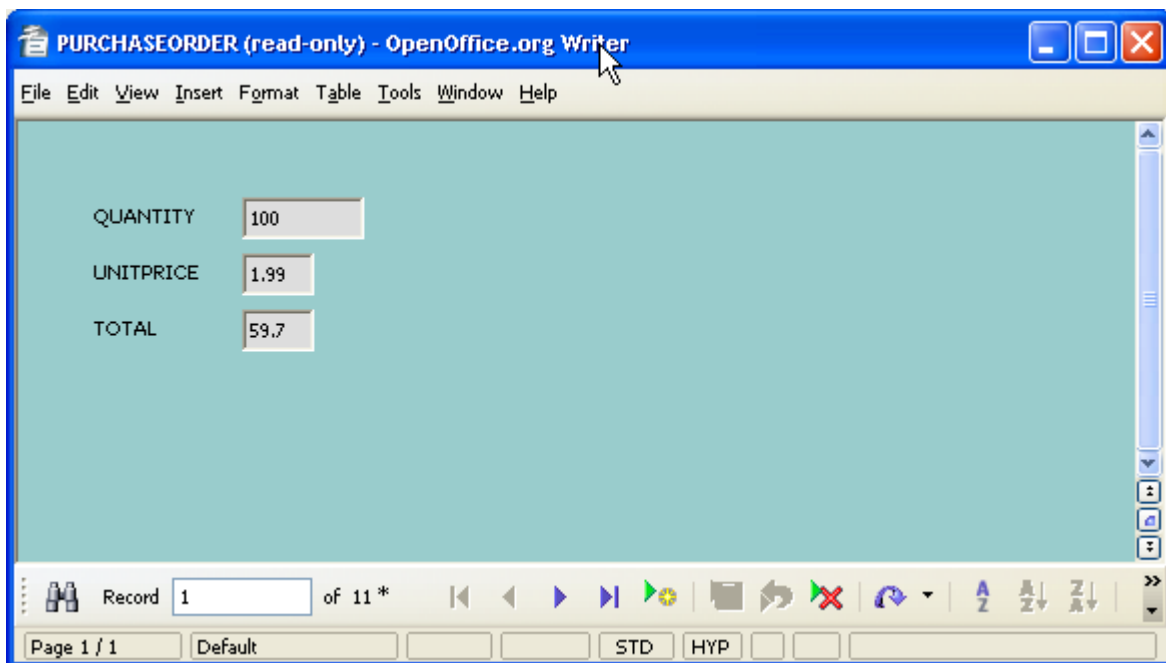 PURCHASEORDER (read-only) - OpenOffice.org Writer
File Edit View Insert Format Table Tools Window Help
QUANTITY 100
UNITPRICE 1.99
TOTAL 59.7
Record 1 of 11 *
Page 1 / 1 Default STD HYP